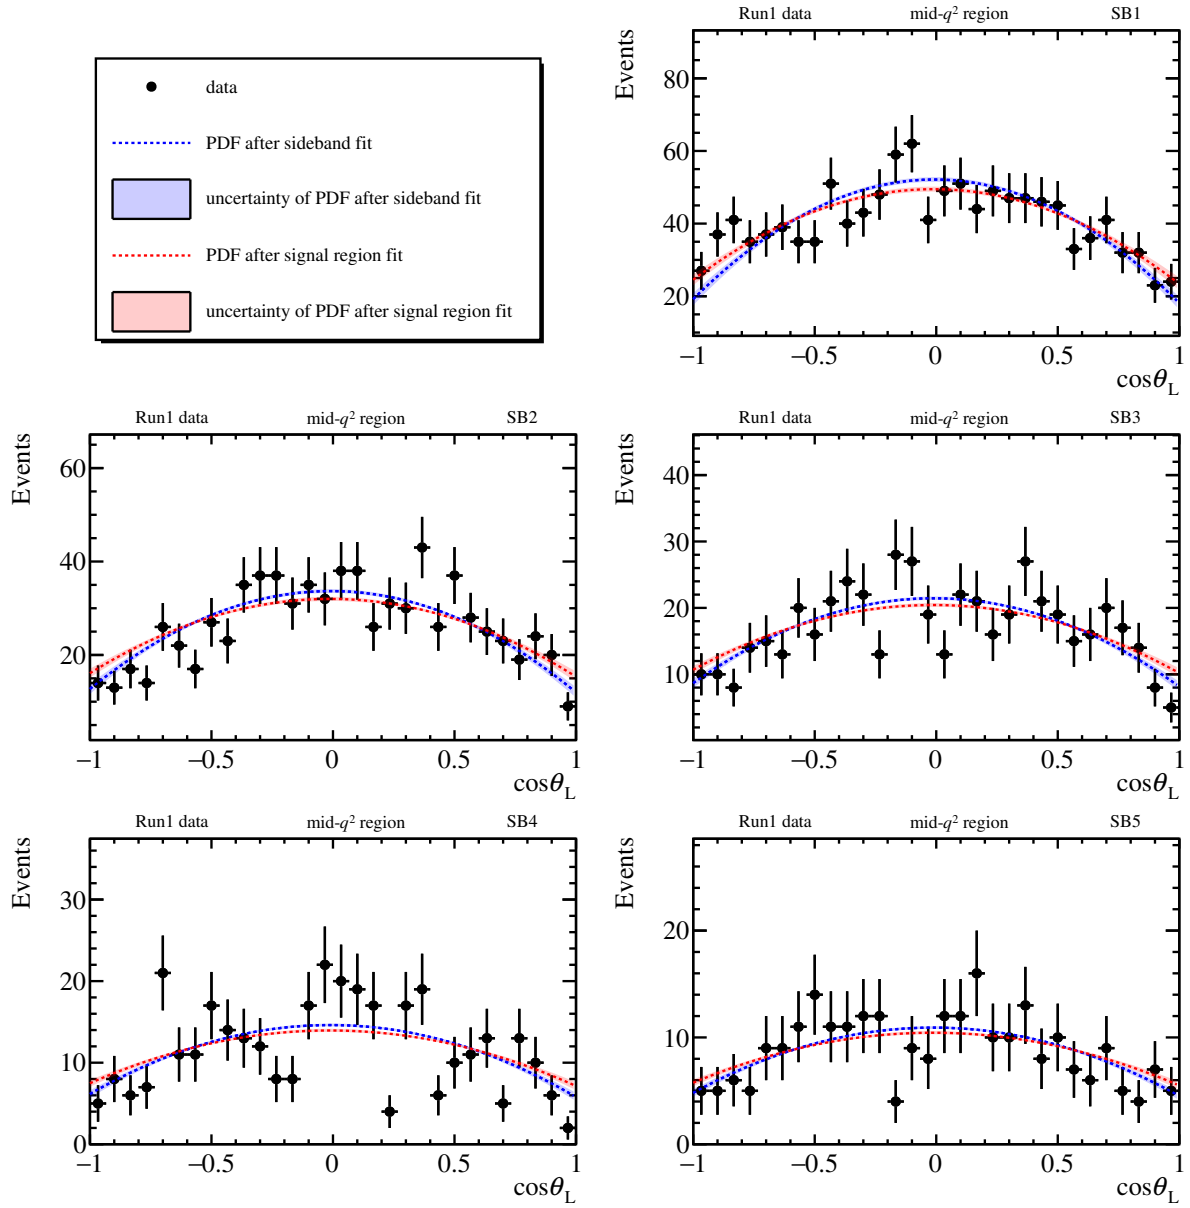 data
PDF after sideband fit
uncertainty of PDF after sideband fit
PDF after signal region fit
uncertainty of PDF after signal region fit
Run1 data mid-q² region SB1
Events
80
60
40
20
−1 −0.5 0 0.5 1
cosθ_L
Run1 data mid-q² region SB2
Events
60
40
20
−1 −0.5 0 0.5 1
cosθ_L
Run1 data mid-q² region SB3
Events
40
30
20
10
−1 −0.5 0 0.5 1
cosθ_L
Run1 data mid-q² region SB4
Events
30
20
10
0
−1 −0.5 0 0.5 1
cosθ_L
Run1 data mid-q² region SB5
Events
20
10
0
−1 −0.5 0 0.5 1
cosθ_L